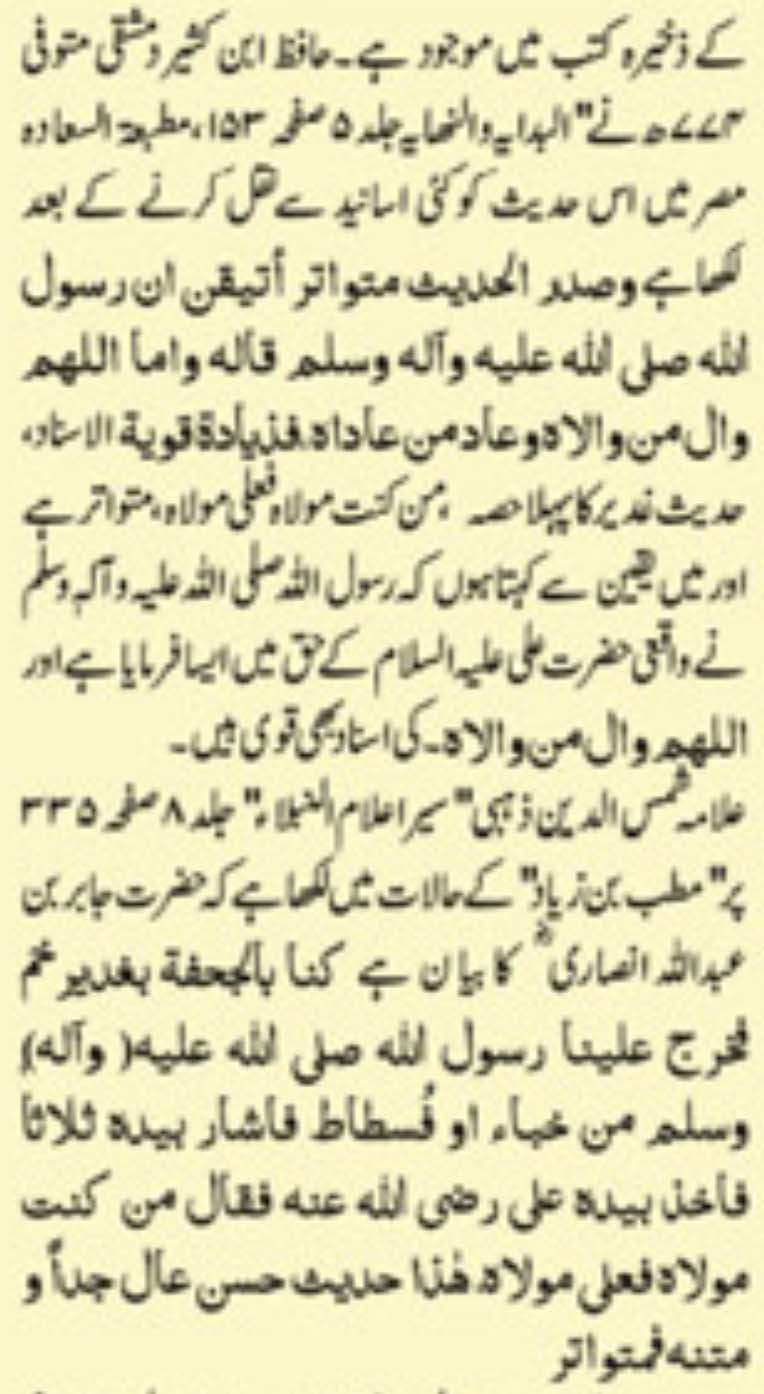 کے ذخیرہ کتب میں موجود ہے۔ حافظ ابن کثیر دمشقی متوفی
۷۷۴ھ نے "البدایہ والنھایہ جلد ۵ صفحہ ۱۵۳، مطبعۃ السعادہ
مصر میں اس حدیث کو کئی اسانید سے نقل کرنے کے بعد
لکھا ہے وصدر الحدیث متواتر أتیقن ان رسول
اللہ صلی اللہ علیہ وآلہ وسلم قالہ واما اللھم
وال من والاہ وعاد من عاداہ فذیادۃ قویۃ الاسناد،
حدیث غدیر کا پہلا حصہ ،من کنت مولاہ فعلی مولاہ، متواتر ہے
اور میں یقین سے کہتا ہوں کہ رسول اللہ صلی اللہ علیہ وآلہ وسلم
نے واقعی حضرت علی علیہ السلام کے حق میں ایسا فرمایا ہے اور
اللھم وال من والاہ۔ کی اسناد بھی قوی ہیں۔
علامہ شمس الدین ذہبی "سیر اعلام النبلاء" جلد ۸ صفحہ ۳۳۵
پر "مطلب بن زیاد" کے حالات میں لکھا ہے کہ حضرت جابر بن
عبداللہ انصاریؓ کا بیان ہے کنا بالجحفة بغدیر خم
فخرج علینا رسول اللہ صلی اللہ علیہ( وآلہ)
وسلم من خباء او فُسطاط فاشار بیدہ ثلاثا
فاخذ بیدہ علی رضی اللہ عنہ فقال من کنت
مولاہ فعلی مولاہ۔ ھٰذا حدیث حسن عال جداً و
متنہ فمتواتر